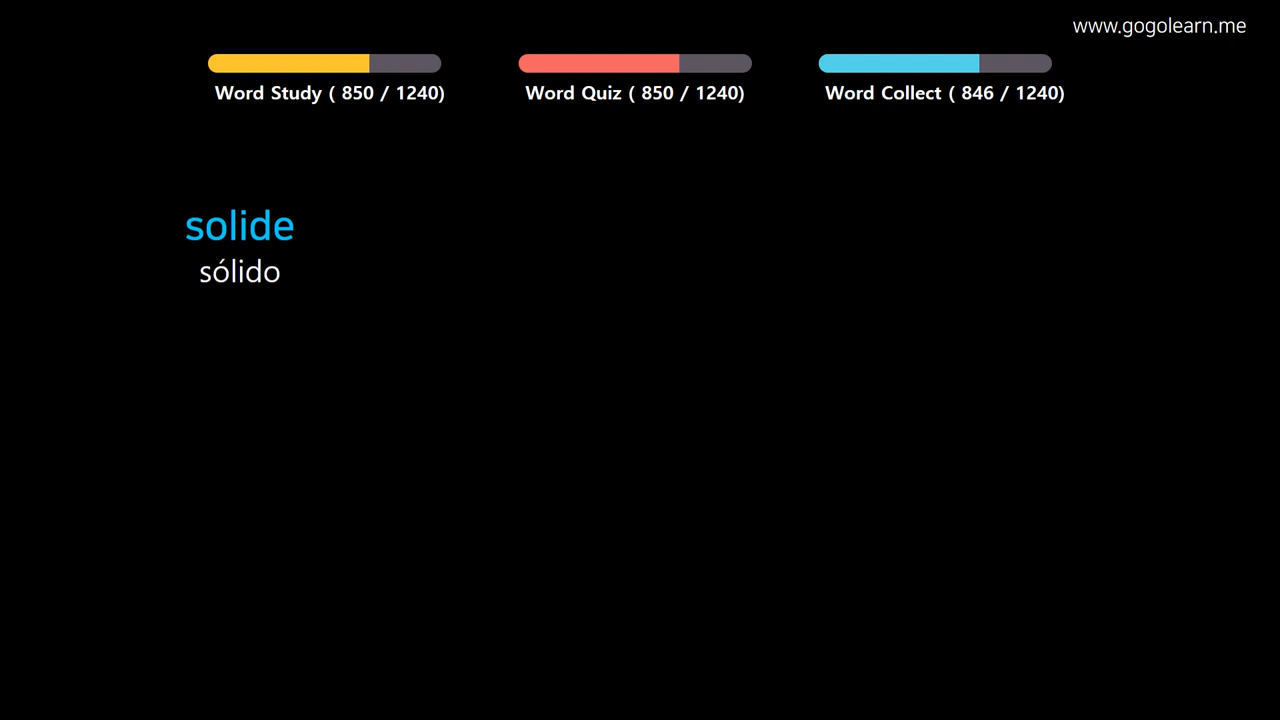 www.gogolearn.me
Word Study ( 850 / 1240)
Word Quiz ( 850 / 1240)
Word Collect ( 846 / 1240)
solide
sólido